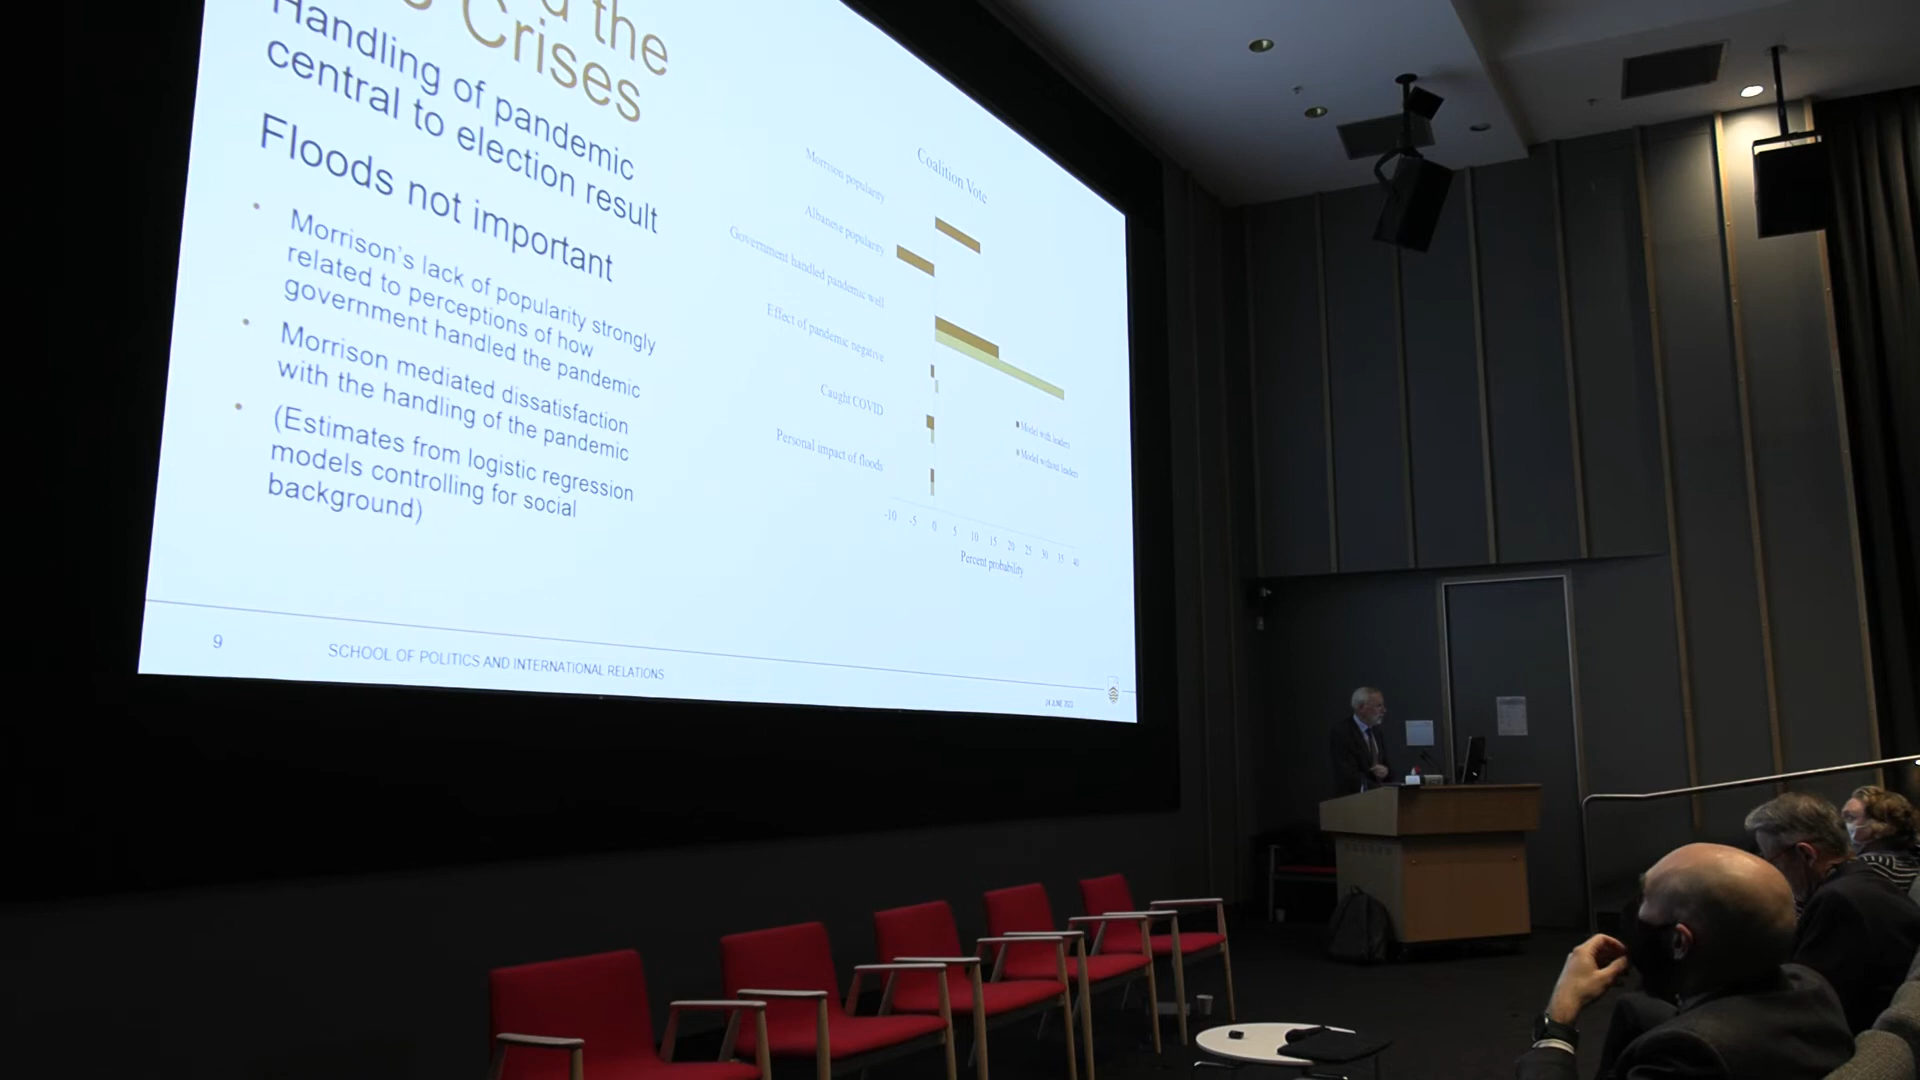 the
Crises
Handling of pandemic
central to election result
Floods not important
• Morrison's lack of popularity strongly
related to perceptions of how
government handled the pandemic
• Morrison mediated dissatisfaction
with the handling of the pandemic
• (Estimates from logistic regression
models controlling for social
background)
Coalition Vote
Morrison popularity
Albanese popularity
Government handled pandemic well
Effect of pandemic negative
Caught COVID
Personal impact of floods
Model with leaders
Model without leaders
-10 -5 0 5 10 15 20 25 30 35 40
Percent probability
9
SCHOOL OF POLITICS AND INTERNATIONAL RELATIONS